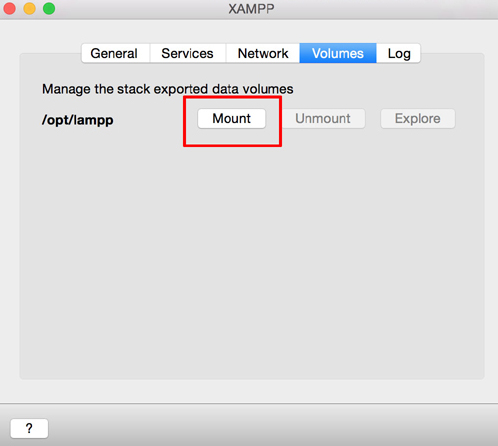 XAMPP
General Services Network Volumes Log
Manage the stack exported data volumes
/opt/lampp Mount Unmount Explore
?